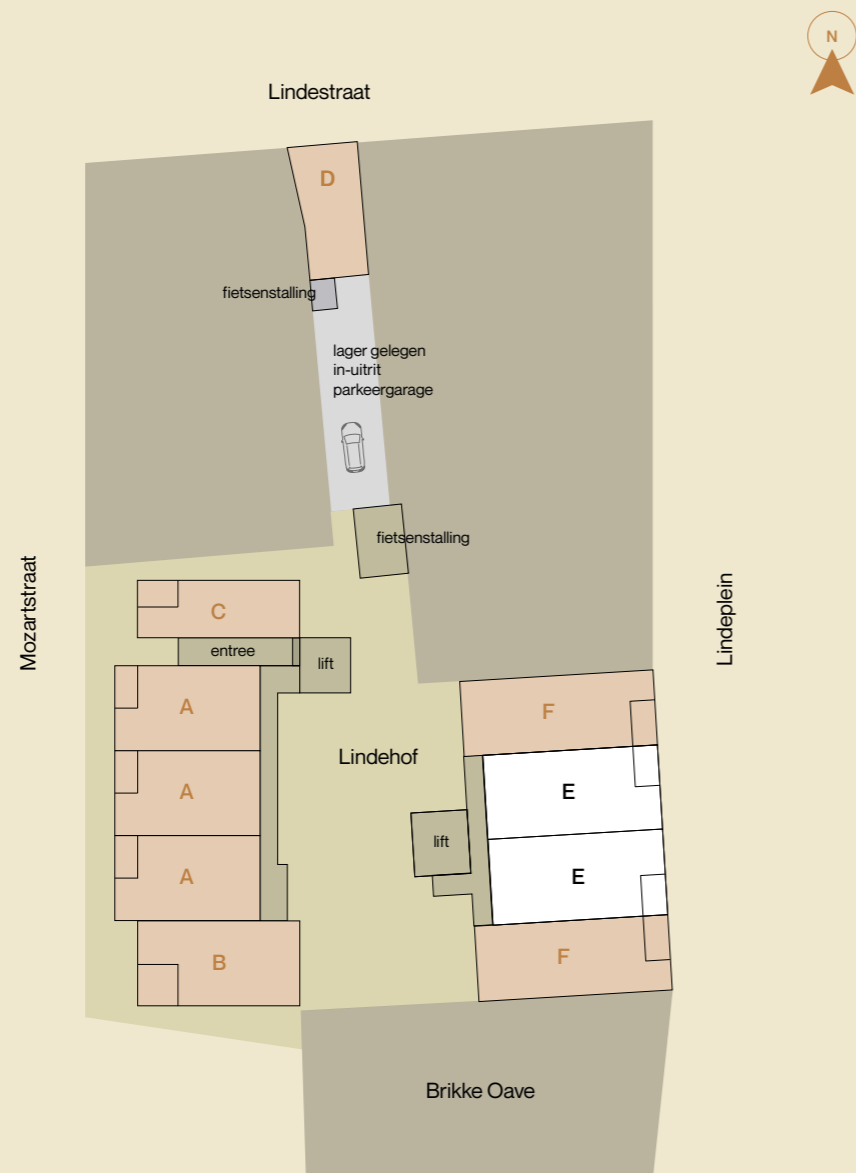 N
Lindestraat
D
fietsenstalling
lager gelegen
in-uitrit
parkeergarage
fietsenstalling
Mozartstraat
Lindeplein
C
entree
lift
A
F
Lindehof
A
E
lift
A
E
B
F
Brikke Oave